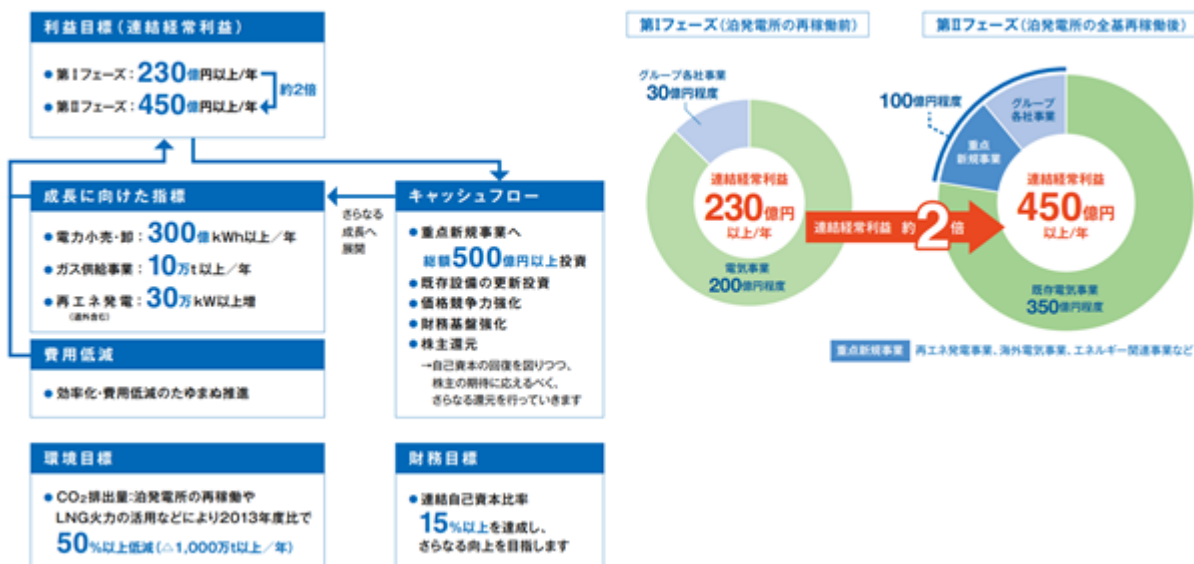 利益目標(連結経常利益)
● 第Ⅰフェーズ:230億円以上/年
● 第Ⅱフェーズ:450億円以上/年
約2倍
成長に向けた指標
● 電力小売・卸:300億kWh以上/年
● ガス供給事業:10万t以上/年
● 再エネ発電:30万kW以上増
(道外含む)
費用低減
● 効率化・費用低減のたゆまぬ推進
さらなる
成長へ
展開
キャッシュフロー
● 重点新規事業へ
総額500億円以上投資
● 既存設備の更新投資
● 価格競争力強化
● 財務基盤強化
● 株主還元
→自己資本の回復を図りつつ、
株主の期待に応えるべく、
さらなる還元を行っていきます
環境目標
● CO₂排出量:泊発電所の再稼働や
LNG火力の活用などにより2013年度比で
50%以上低減(△1,000万t以上/年)
財務目標
● 連結自己資本比率
15%以上を達成し、
さらなる向上を目指します
第Ⅰフェーズ(泊発電所の再稼働前)
グループ各社事業
30億円程度
連結経常利益
230億円
以上/年
電気事業
200億円程度
連結経常利益 約2倍
第Ⅱフェーズ(泊発電所の全基再稼働後)
100億円程度
グループ
各社事業
重点
新規事業
連結経常利益
450億円
以上/年
既存電気事業
350億円程度
重点新規事業 再エネ発電事業、海外電気事業、エネルギー関連事業など